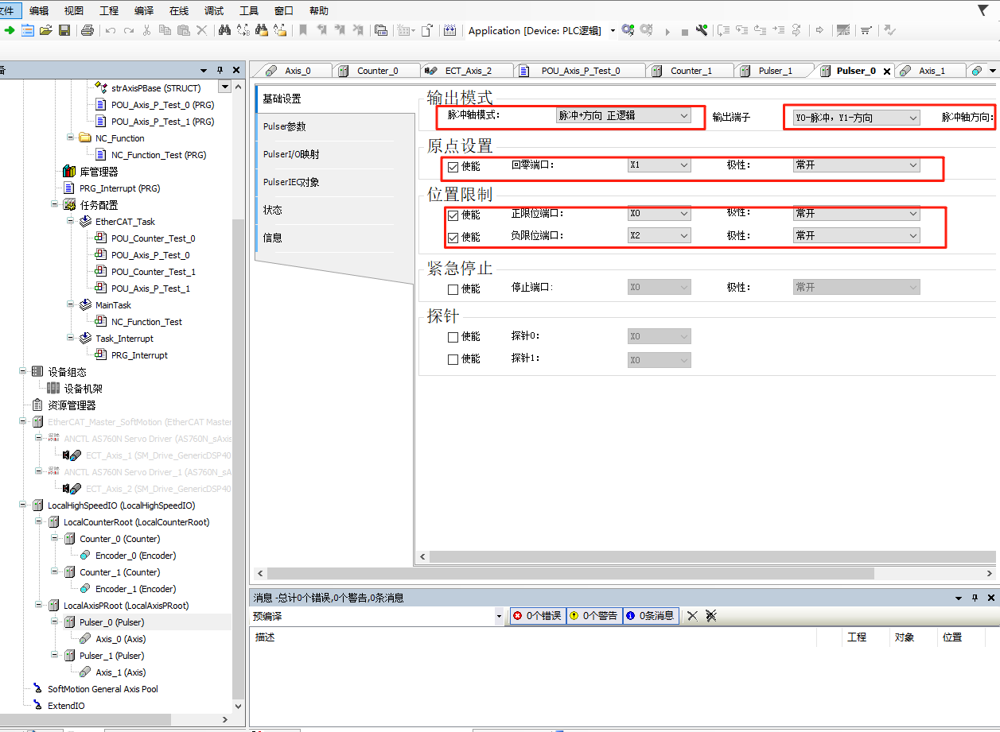 文件 编辑 视图 工程 编译 在线 调试 工具 窗口 帮助
Application [Device: PLC逻辑]
备
Axis_0 Counter_0 ECT_Axis_2 POU_Axis_P_Test_0 Counter_1 Pulser_1 Pulser_0 Axis_1
strAxisPBase (STRUCT)
POU_Axis_P_Test_0 (PRG)
POU_Axis_P_Test_1 (PRG)
NC_Function
NC_Function_Test (PRG)
库管理器
PRG_Interrupt (PRG)
任务配置
EtherCAT_Task
POU_Counter_Test_0
POU_Axis_P_Test_0
POU_Counter_Test_1
POU_Axis_P_Test_1
MainTask
NC_Function_Test
Task_Interrupt
PRG_Interrupt
设备组态
设备机架
资源管理器
EtherCAT_Master_SoftMotion (EtherCAT Master
ANCTL AS760N Servo Driver (AS760N_sAxis
ECT_Axis_1 (SM_Drive_GenericDSP40
ANCTL AS760N Servo Driver_1 (AS760N_sA
ECT_Axis_2 (SM_Drive_GenericDSP40
LocalHighSpeedIO (LocalHighSpeedIO)
LocalCounterRoot (LocalCounterRoot)
Counter_0 (Counter)
Encoder_0 (Encoder)
Counter_1 (Counter)
Encoder_1 (Encoder)
LocalAxisPRoot (LocalAxisPRoot)
Pulser_0 (Pulser)
Axis_0 (Axis)
Pulser_1 (Pulser)
Axis_1 (Axis)
SoftMotion General Axis Pool
ExtendIO
基础设置
Pulser参数
PulserI/O映射
PulserIEC对象
状态
信息
输出模式
脉冲轴模式: 脉冲+方向 正逻辑 输出端子 Y0-脉冲, Y1-方向 脉冲轴方向:
原点设置
使能 回零端口: X1 极性: 常开
位置限制
使能 正限位端口: X0 极性: 常开
使能 负限位端口: X2 极性: 常开
紧急停止
使能 停止端口: X0 极性: 常开
探针
使能 探针0: X0
使能 探针1: X0
消息 -总计0个错误,0个警告,0条消息
预编译 0个错误 0个警告 0条消息
描述 工程 对象 位置